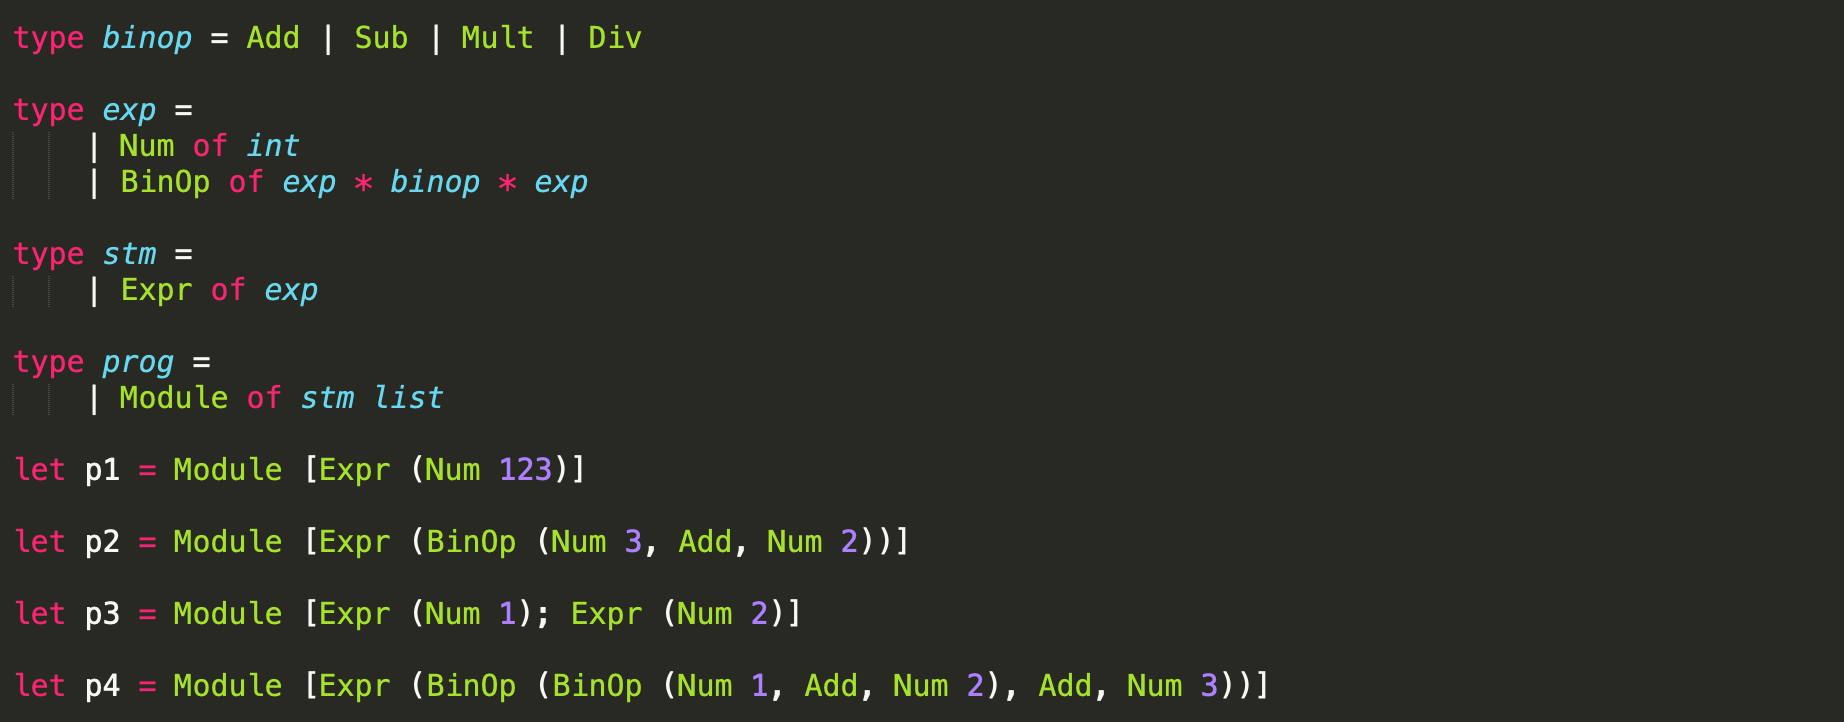 type binop = Add | Sub | Mult | Div
type exp =
    | Num of int
    | BinOp of exp * binop * exp
type stm =
    | Expr of exp
type prog =
    | Module of stm list
let p1 = Module [Expr (Num 123)]
let p2 = Module [Expr (BinOp (Num 3, Add, Num 2))]
let p3 = Module [Expr (Num 1); Expr (Num 2)]
let p4 = Module [Expr (BinOp (BinOp (Num 1, Add, Num 2), Add, Num 3))]